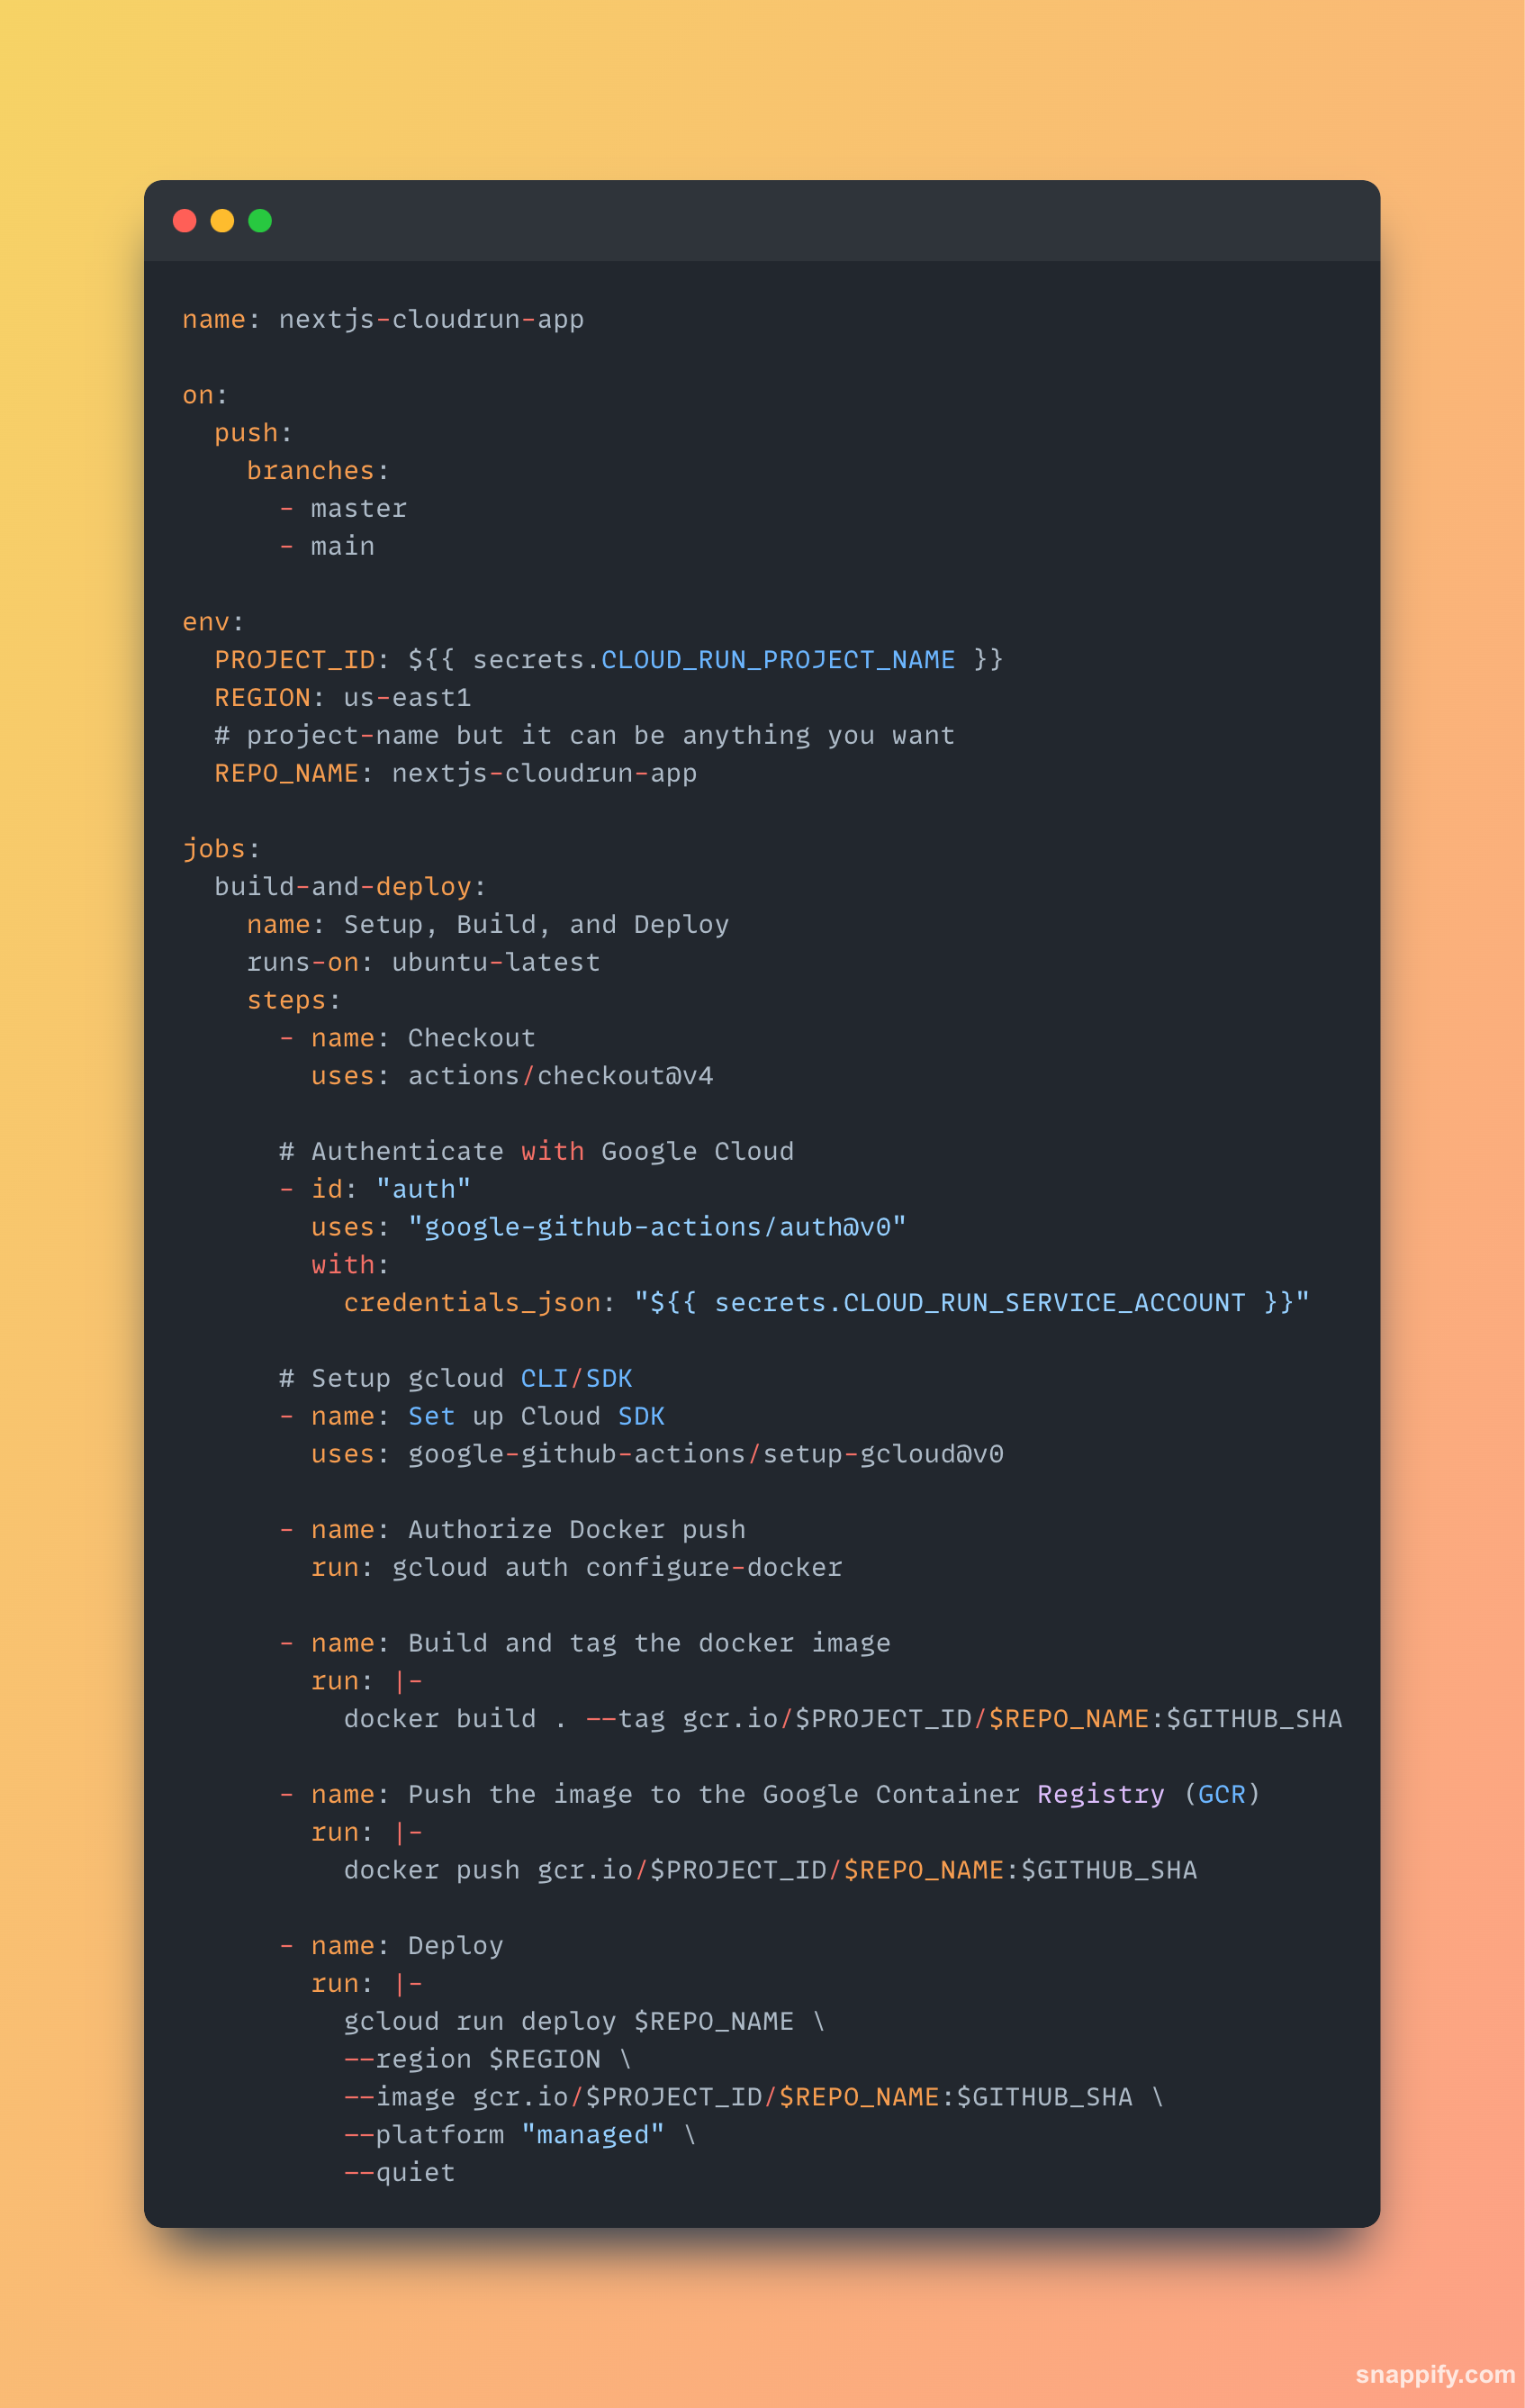 name: nextjs-cloudrun-app

on:
  push:
    branches:
      - master
      - main

env:
  PROJECT_ID: ${{ secrets.CLOUD_RUN_PROJECT_NAME }}
  REGION: us-east1
  # project-name but it can be anything you want
  REPO_NAME: nextjs-cloudrun-app

jobs:
  build-and-deploy:
    name: Setup, Build, and Deploy
    runs-on: ubuntu-latest
    steps:
      - name: Checkout
        uses: actions/checkout@v4

      # Authenticate with Google Cloud
      - id: "auth"
        uses: "google-github-actions/auth@v0"
        with:
          credentials_json: "${{ secrets.CLOUD_RUN_SERVICE_ACCOUNT }}"

      # Setup gcloud CLI/SDK
      - name: Set up Cloud SDK
        uses: google-github-actions/setup-gcloud@v0

      - name: Authorize Docker push
        run: gcloud auth configure-docker

      - name: Build and tag the docker image
        run: |-
          docker build . --tag gcr.io/$PROJECT_ID/$REPO_NAME:$GITHUB_SHA

      - name: Push the image to the Google Container Registry (GCR)
        run: |-
          docker push gcr.io/$PROJECT_ID/$REPO_NAME:$GITHUB_SHA

      - name: Deploy
        run: |-
          gcloud run deploy $REPO_NAME \
          --region $REGION \
          --image gcr.io/$PROJECT_ID/$REPO_NAME:$GITHUB_SHA \
          --platform "managed" \
          --quiet
snappify.com